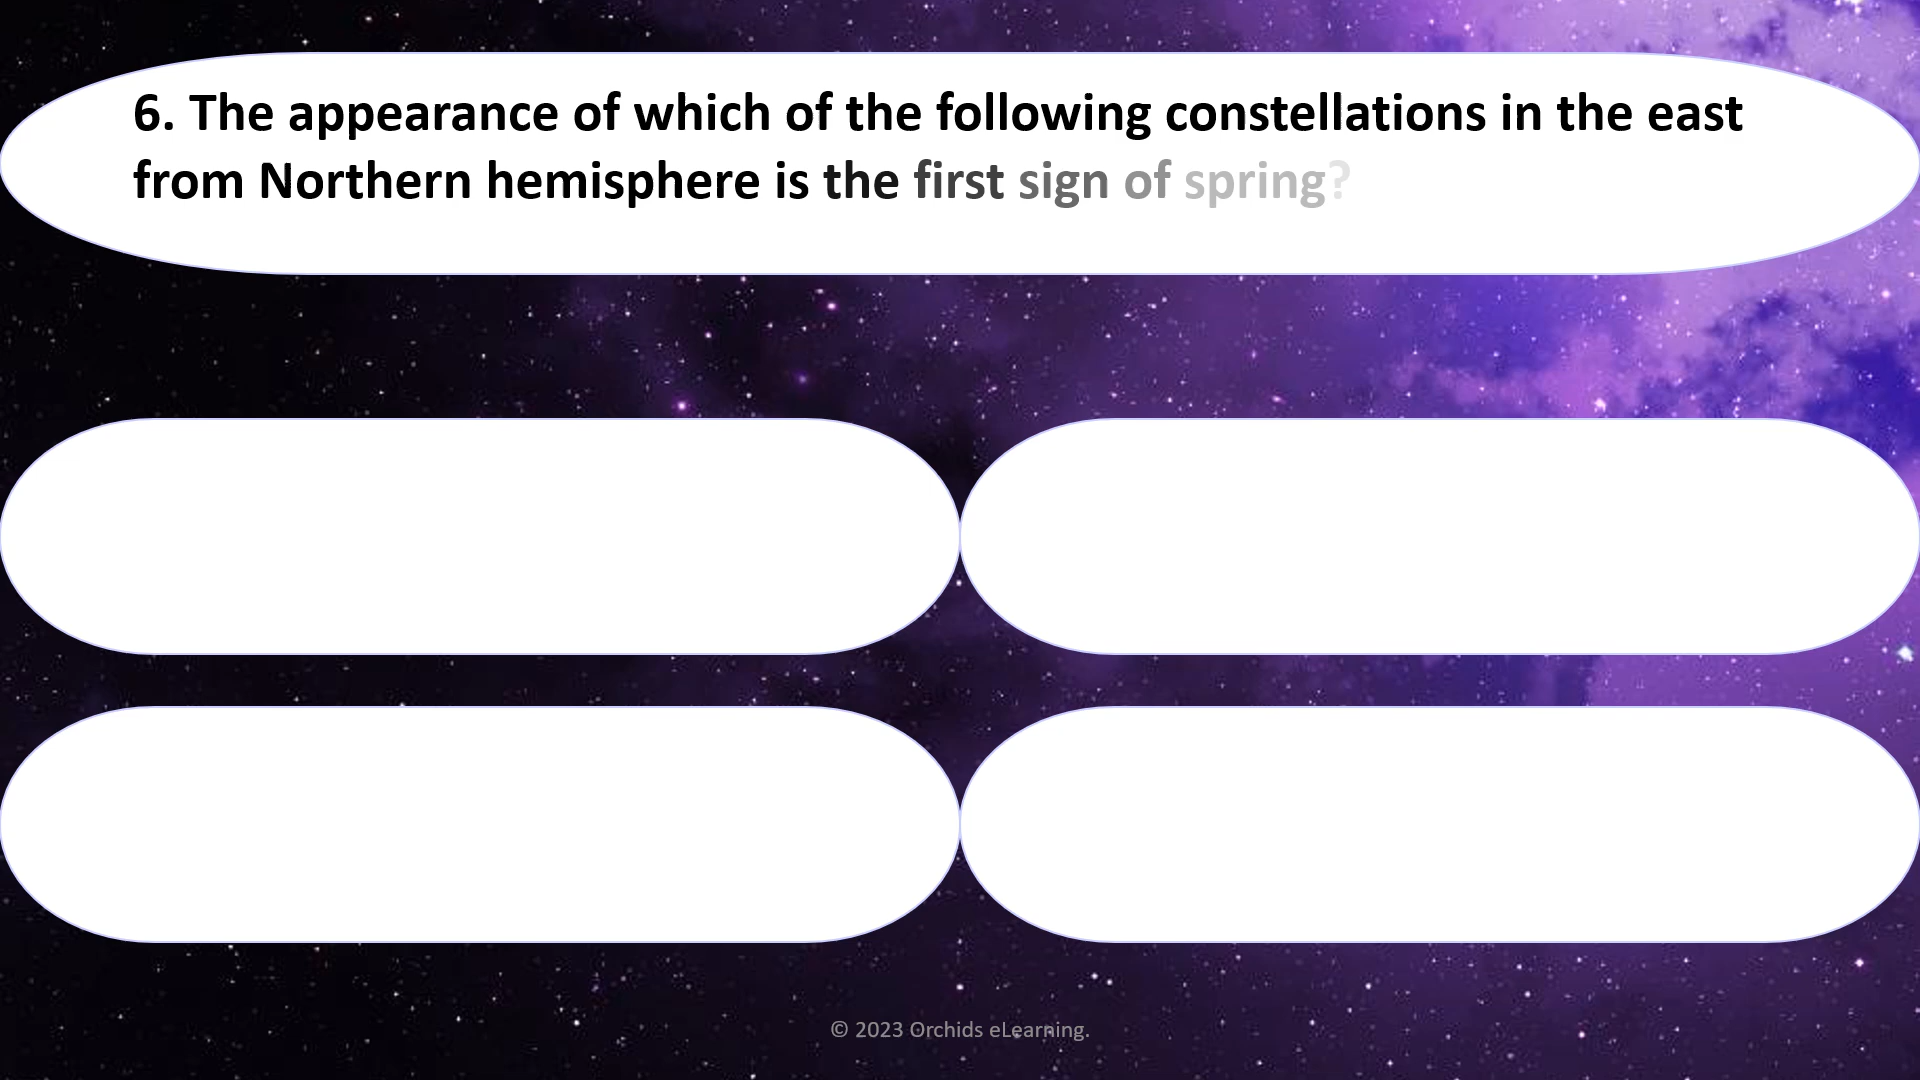 6. The appearance of which of the following constellations in the east
from Northern hemisphere is the first sign of spring?
© 2023 Orchids eLearning.